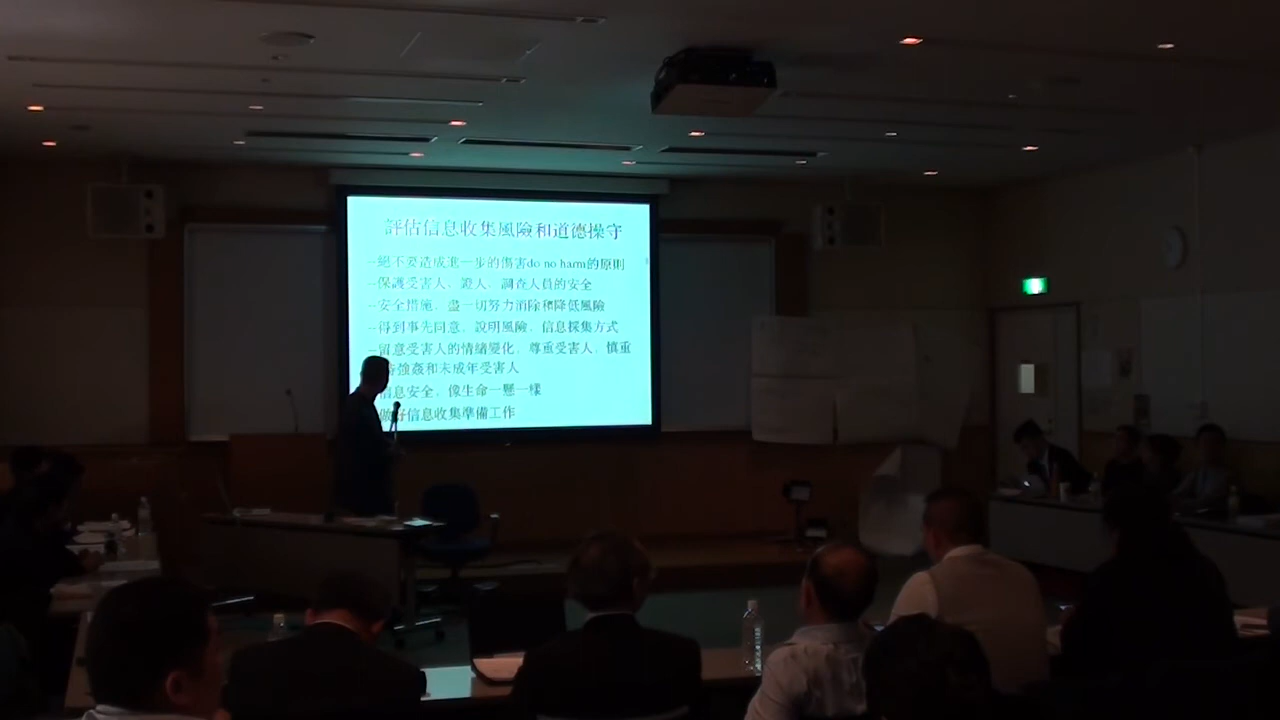 評估信息收集風險和道德操守
–絕不要造成進一步的傷害do no harm的原則
–保護受害人、證人、調查人員的安全
–安全措施，盡一切努力消除和降低風險
–得到事先同意，說明風險，信息採集方式
–留意受害人的情緒變化，尊重受害人，慎重
強姦和未成年受害人
信息安全，像生命一懸一樣
做好信息收集準備工作